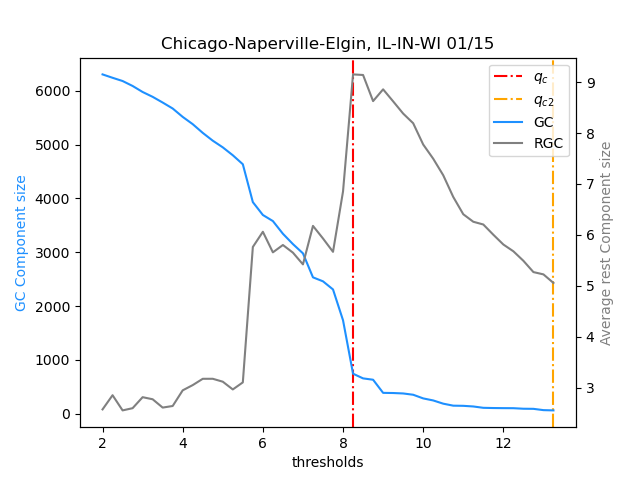 Chicago-Naperville-Elgin, IL-IN-WI 01/15
q_c
q_c2
GC
RGC
GC Component size
6000
5000
4000
3000
2000
1000
0
9
8
7
6
5
4
3
Average rest Component size
2 4 6 8 10 12
thresholds